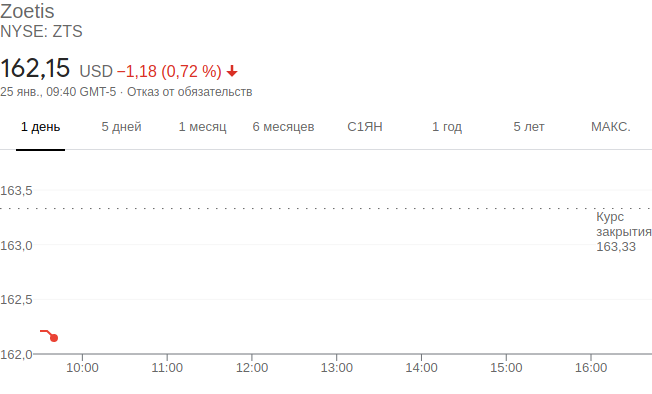 Zoetis
NYSE: ZTS
162,15 USD −1,18 (0,72 %)
25 янв., 09:40 GMT-5 · Отказ от обязательств
1 день 5 дней 1 месяц 6 месяцев С1ЯН 1 год 5 лет МАКС.
163,5
Курс
закрытия
163,33
163,0
162,5
162,0
10:00 11:00 12:00 13:00 14:00 15:00 16:00